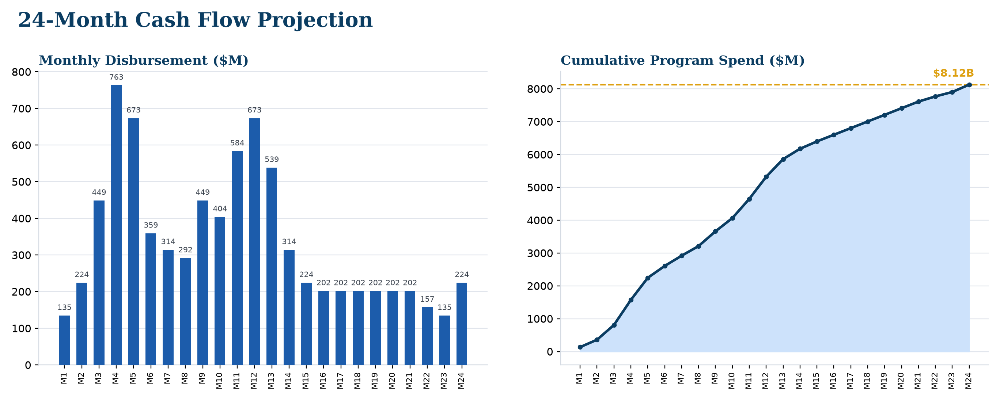 24-Month Cash Flow Projection
Monthly Disbursement ($M)
800
700
600
500
400
300
200
100
0
135
224
449
763
673
359
314
292
449
404
584
673
539
314
224
202
202
202
202
202
202
157
135
224
M1
M2
M3
M4
M5
M6
M7
M8
M9
M10
M11
M12
M13
M14
M15
M16
M17
M18
M19
M20
M21
M22
M23
M24
Cumulative Program Spend ($M)
$8.12B
8000
7000
6000
5000
4000
3000
2000
1000
0
M1
M2
M3
M4
M5
M6
M7
M8
M9
M10
M11
M12
M13
M14
M15
M16
M17
M18
M19
M20
M21
M22
M23
M24